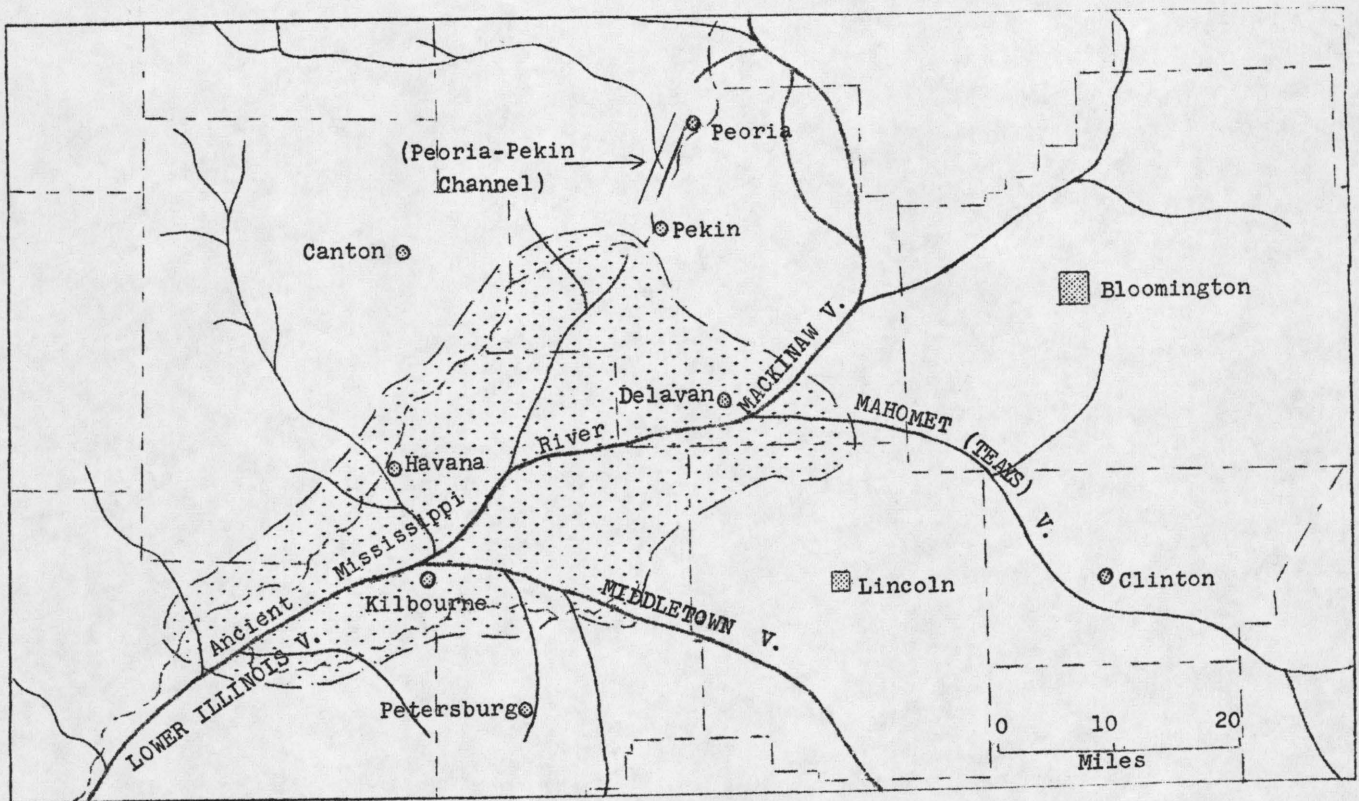 Peoria
(Peoria-Pekin
Channel)
Pekin
Canton
Bloomington
MACKINAW V.
Delavan
MAHOMET (TEAYS) V.
Havana
Ancient Mississippi River
Lincoln
Clinton
Kilbourne
MIDDLETOWN V.
LOWER ILLINOIS V.
Petersburg
0 10 20
Miles